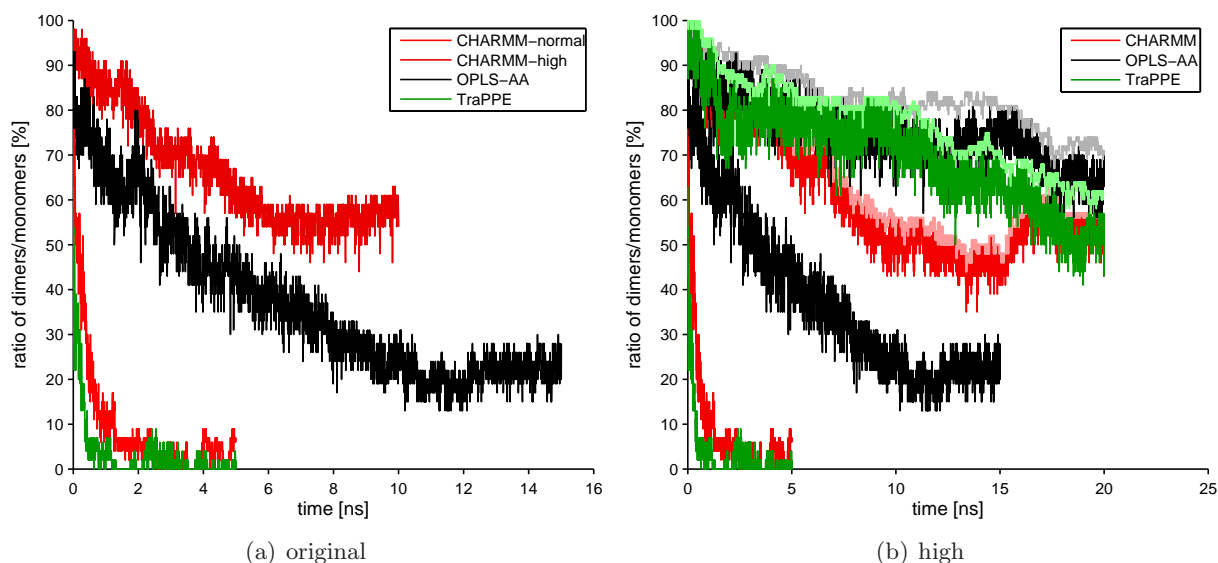 CHARMM−normal
CHARMM−high
OPLS−AA
TraPPE
ratio of dimers/monomers [%]
100
90
80
70
60
50
40
30
20
10
0
0 2 4 6 8 10 12 14 16
time [ns]
(a) original
CHARMM
OPLS−AA
TraPPE
ratio of dimers/monomers [%]
100
90
80
70
60
50
40
30
20
10
0
0 5 10 15 20 25
time [ns]
(b) high